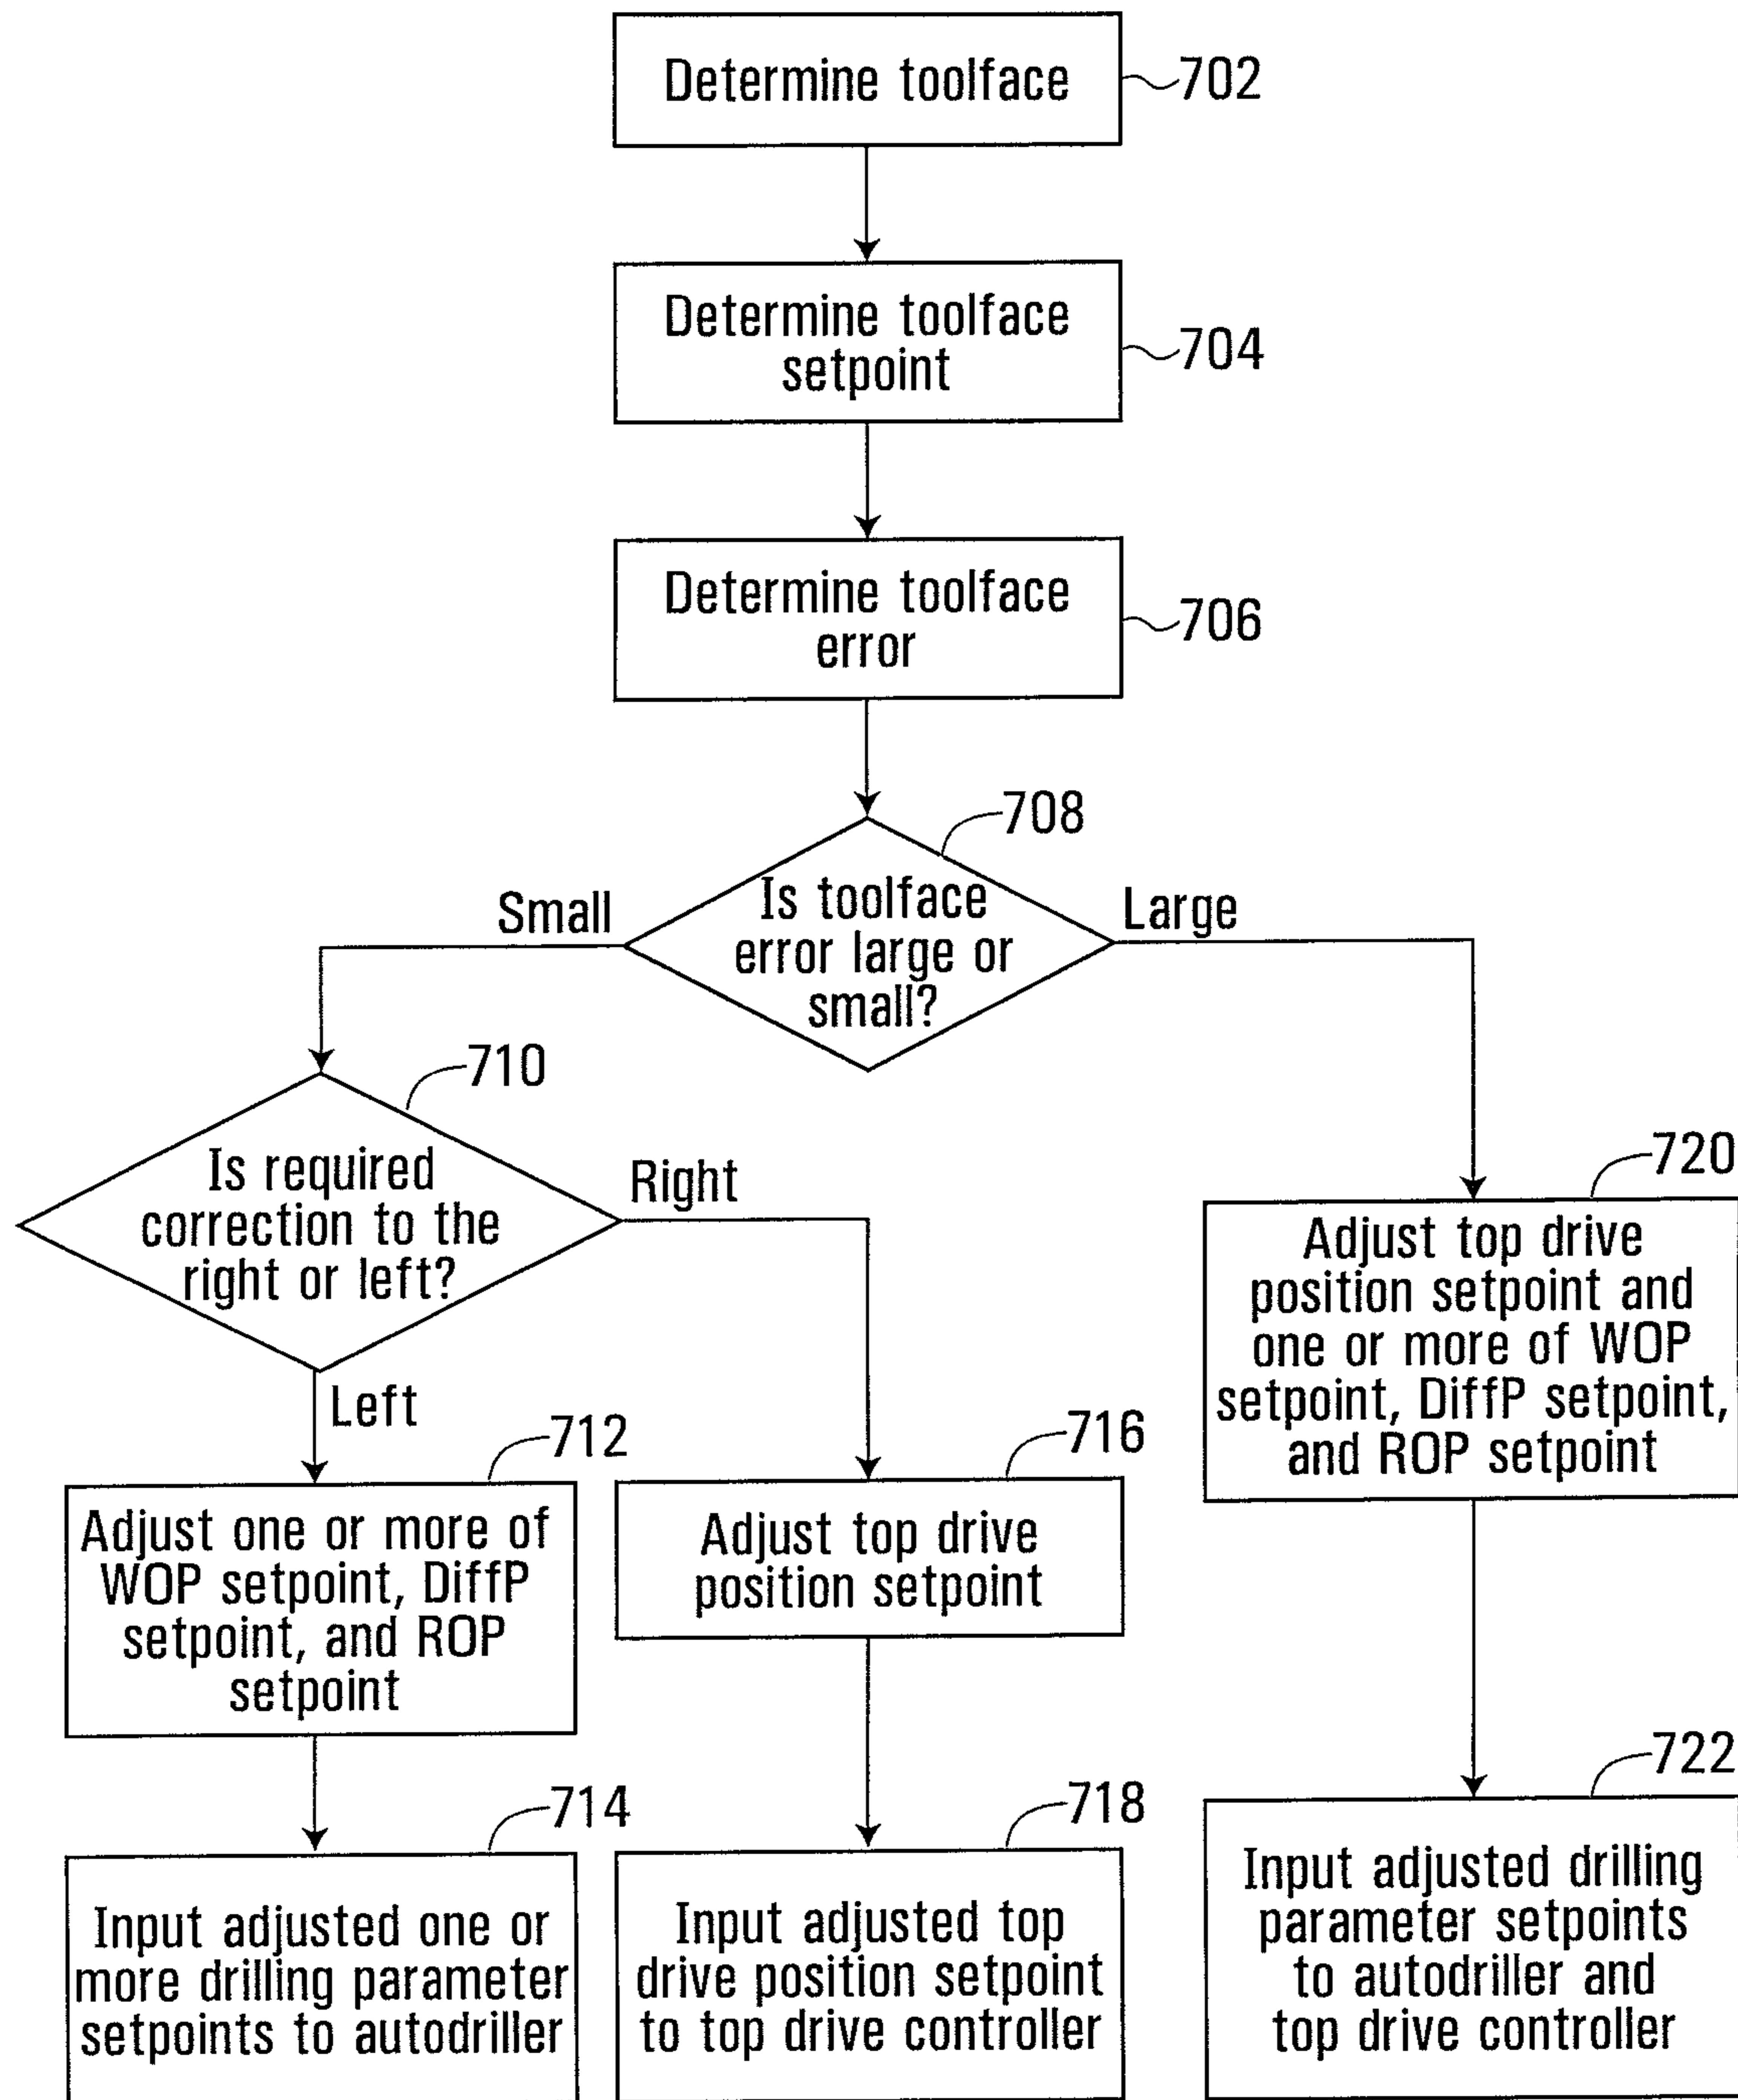 Determine toolface
702
Determine toolface
setpoint
704
Determine toolface
error
706
708
Is toolface
error large or
small?
Small
Large
710
Is required
correction to the
right or left?
Right
Left
712
Adjust one or more of
WOP setpoint, DiffP
setpoint, and ROP
setpoint
714
Input adjusted one or
more drilling parameter
setpoints to autodriller
716
Adjust top drive
position setpoint
718
Input adjusted top
drive position setpoint
to top drive controller
720
Adjust top drive
position setpoint and
one or more of WOP
setpoint, DiffP setpoint,
and ROP setpoint
722
Input adjusted drilling
parameter setpoints
to autodriller and
top drive controller